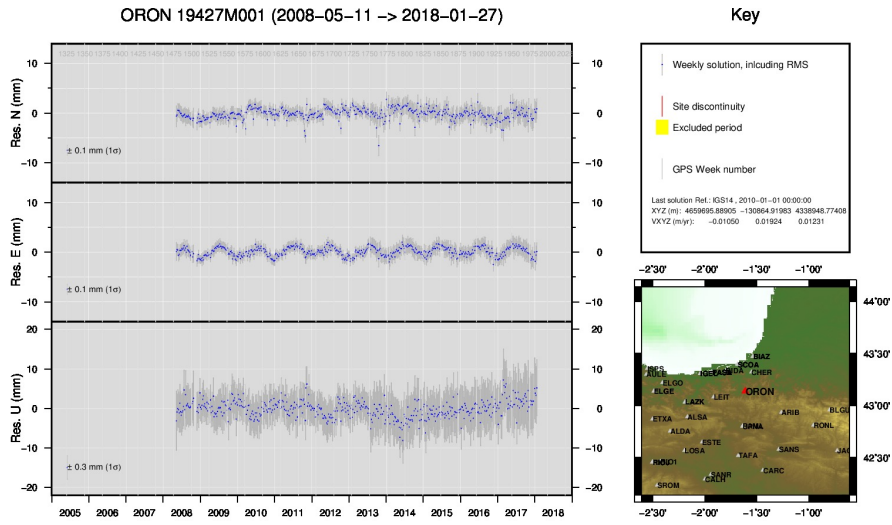 ORON 19427M001 (2008−05−11 −> 2018−01−27)
Res. N (mm)
10
0
−10
± 0.1 mm (1σ)
10
0
−10
Res. E (mm)
10
0
−10
± 0.1 mm (1σ)
10
0
−10
Res. U (mm)
20
10
0
−10
−20
± 0.3 mm (1σ)
20
10
0
−10
−20
2005 2006 2007 2008 2009 2010 2011 2012 2013 2014 2015 2016 2017 2018
Key
Weekly solution, inlcuding RMS
Site discontinuity
Excluded period
GPS Week number
Last solution Ref.: IGS14 , 2010−01−01 00:00:00
XYZ (m): 4659695.88905 −130864.91983 4338948.77408
VXYZ (m/yr): −0.01050 0.01924 0.01231
−2˚30' −2˚00' −1˚30' −1˚00'
44˚00'
43˚30'
43˚00'
42˚30'
BIAZ
SCOA
CHER
AULE
ELGO
ELGE
LAZK
LEIT
ORON
ETXA
ALSA
ARIB
BLGU
ALDA
RONL
ESTE
LOSA
TAFA
SANS
SROM
SANR
CALH
CARC
−2˚30' −2˚00' −1˚30' −1˚00'